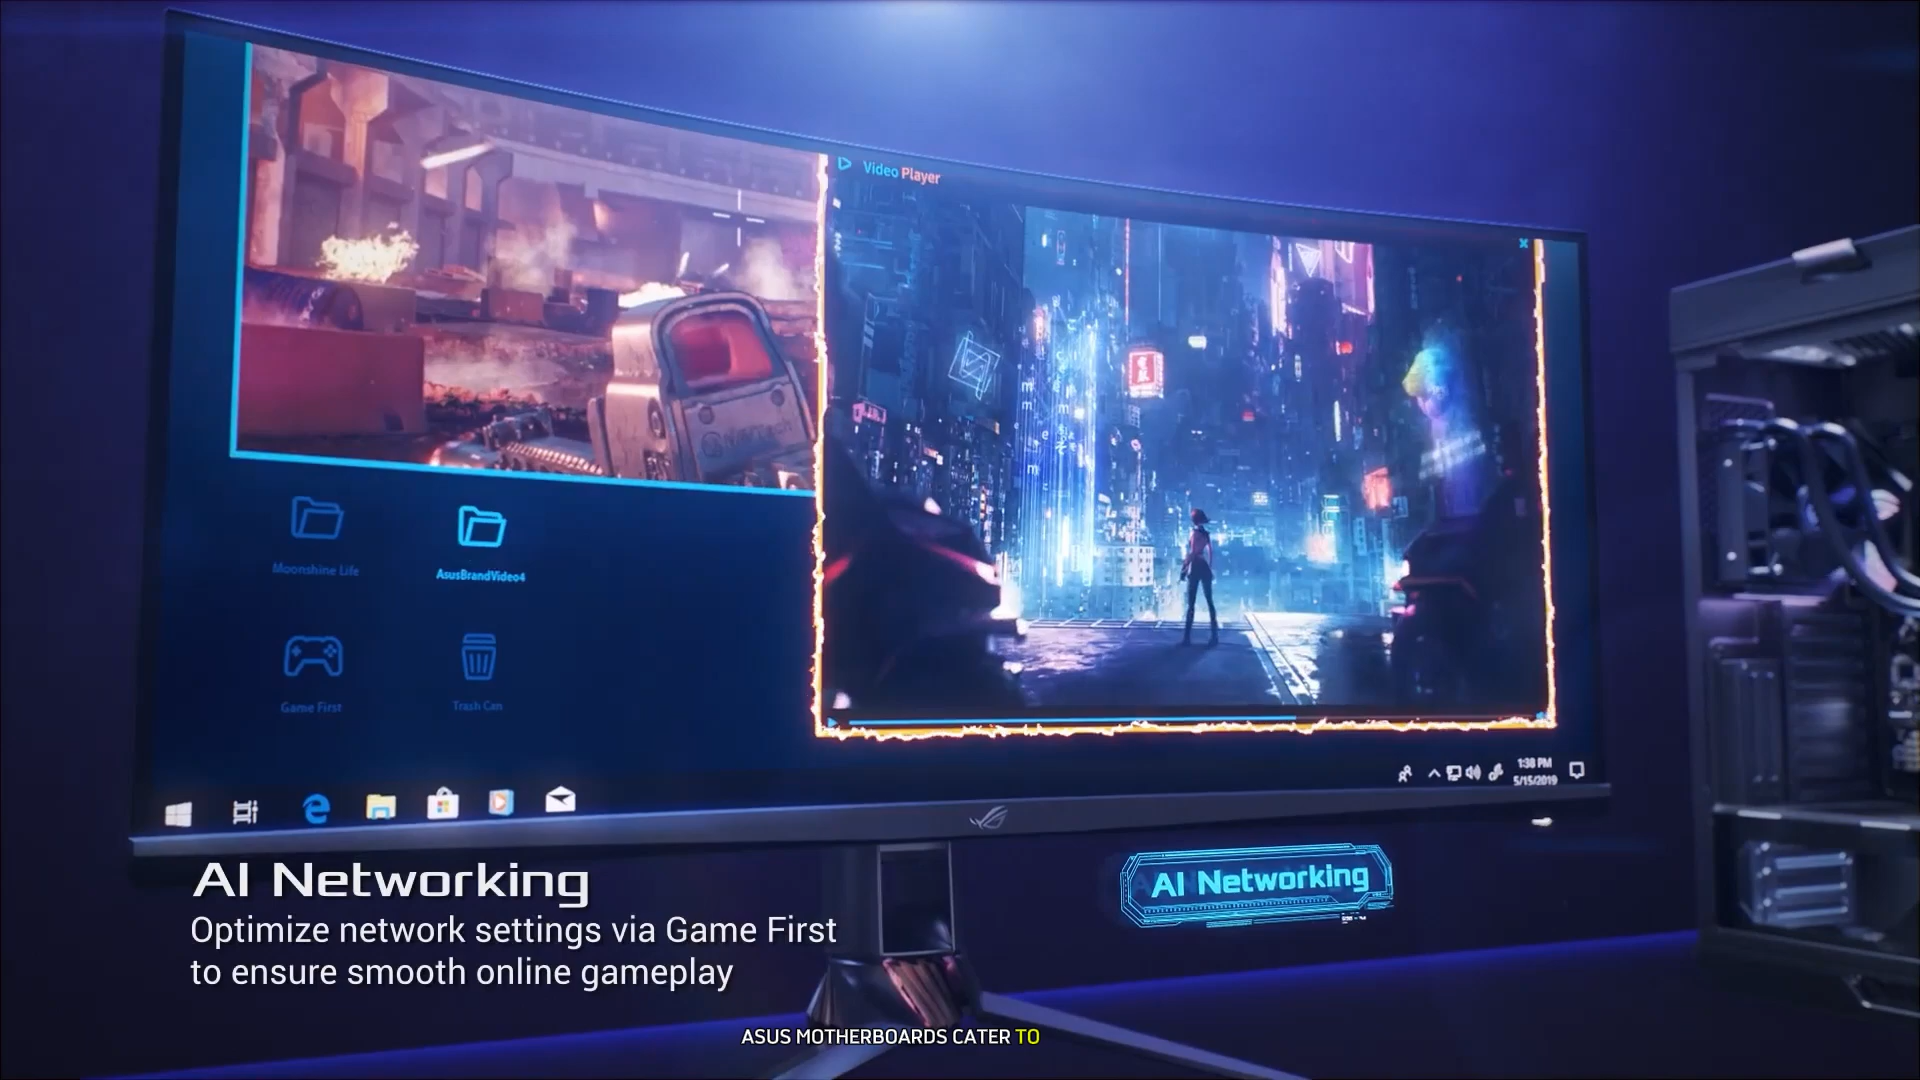 Video Player
電
Moonshine Life
AsusBrandVideo4
Game First
Trash Can
1:38 PM
5/15/2019
AI Networking
AI Networking
Optimize network settings via Game First
to ensure smooth online gameplay
ASUS MOTHERBOARDS CATER TO